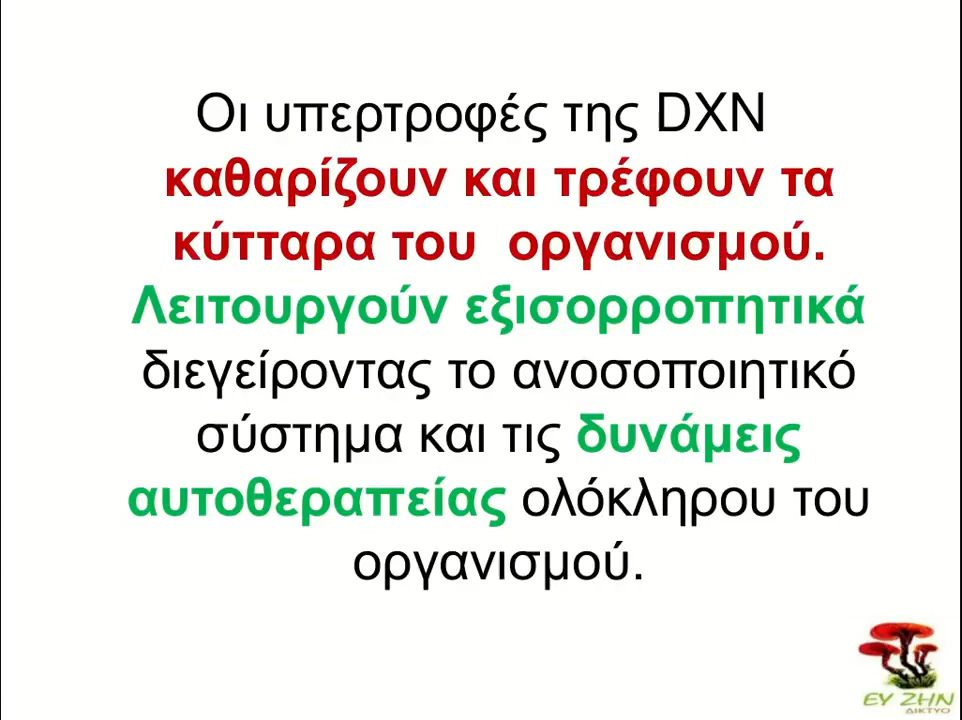 Οι υπερτροφές της DXN
καθαρίζουν και τρέφουν τα
κύτταρα του οργανισμού.
Λειτουργούν εξισορροπητικά
διεγείροντας το ανοσοποιητικό
σύστημα και τις δυνάμεις
αυτοθεραπείας ολόκληρου του
οργανισμού.
ΕΥ ΖΗΝ
ΔΙΚΤΥΟ